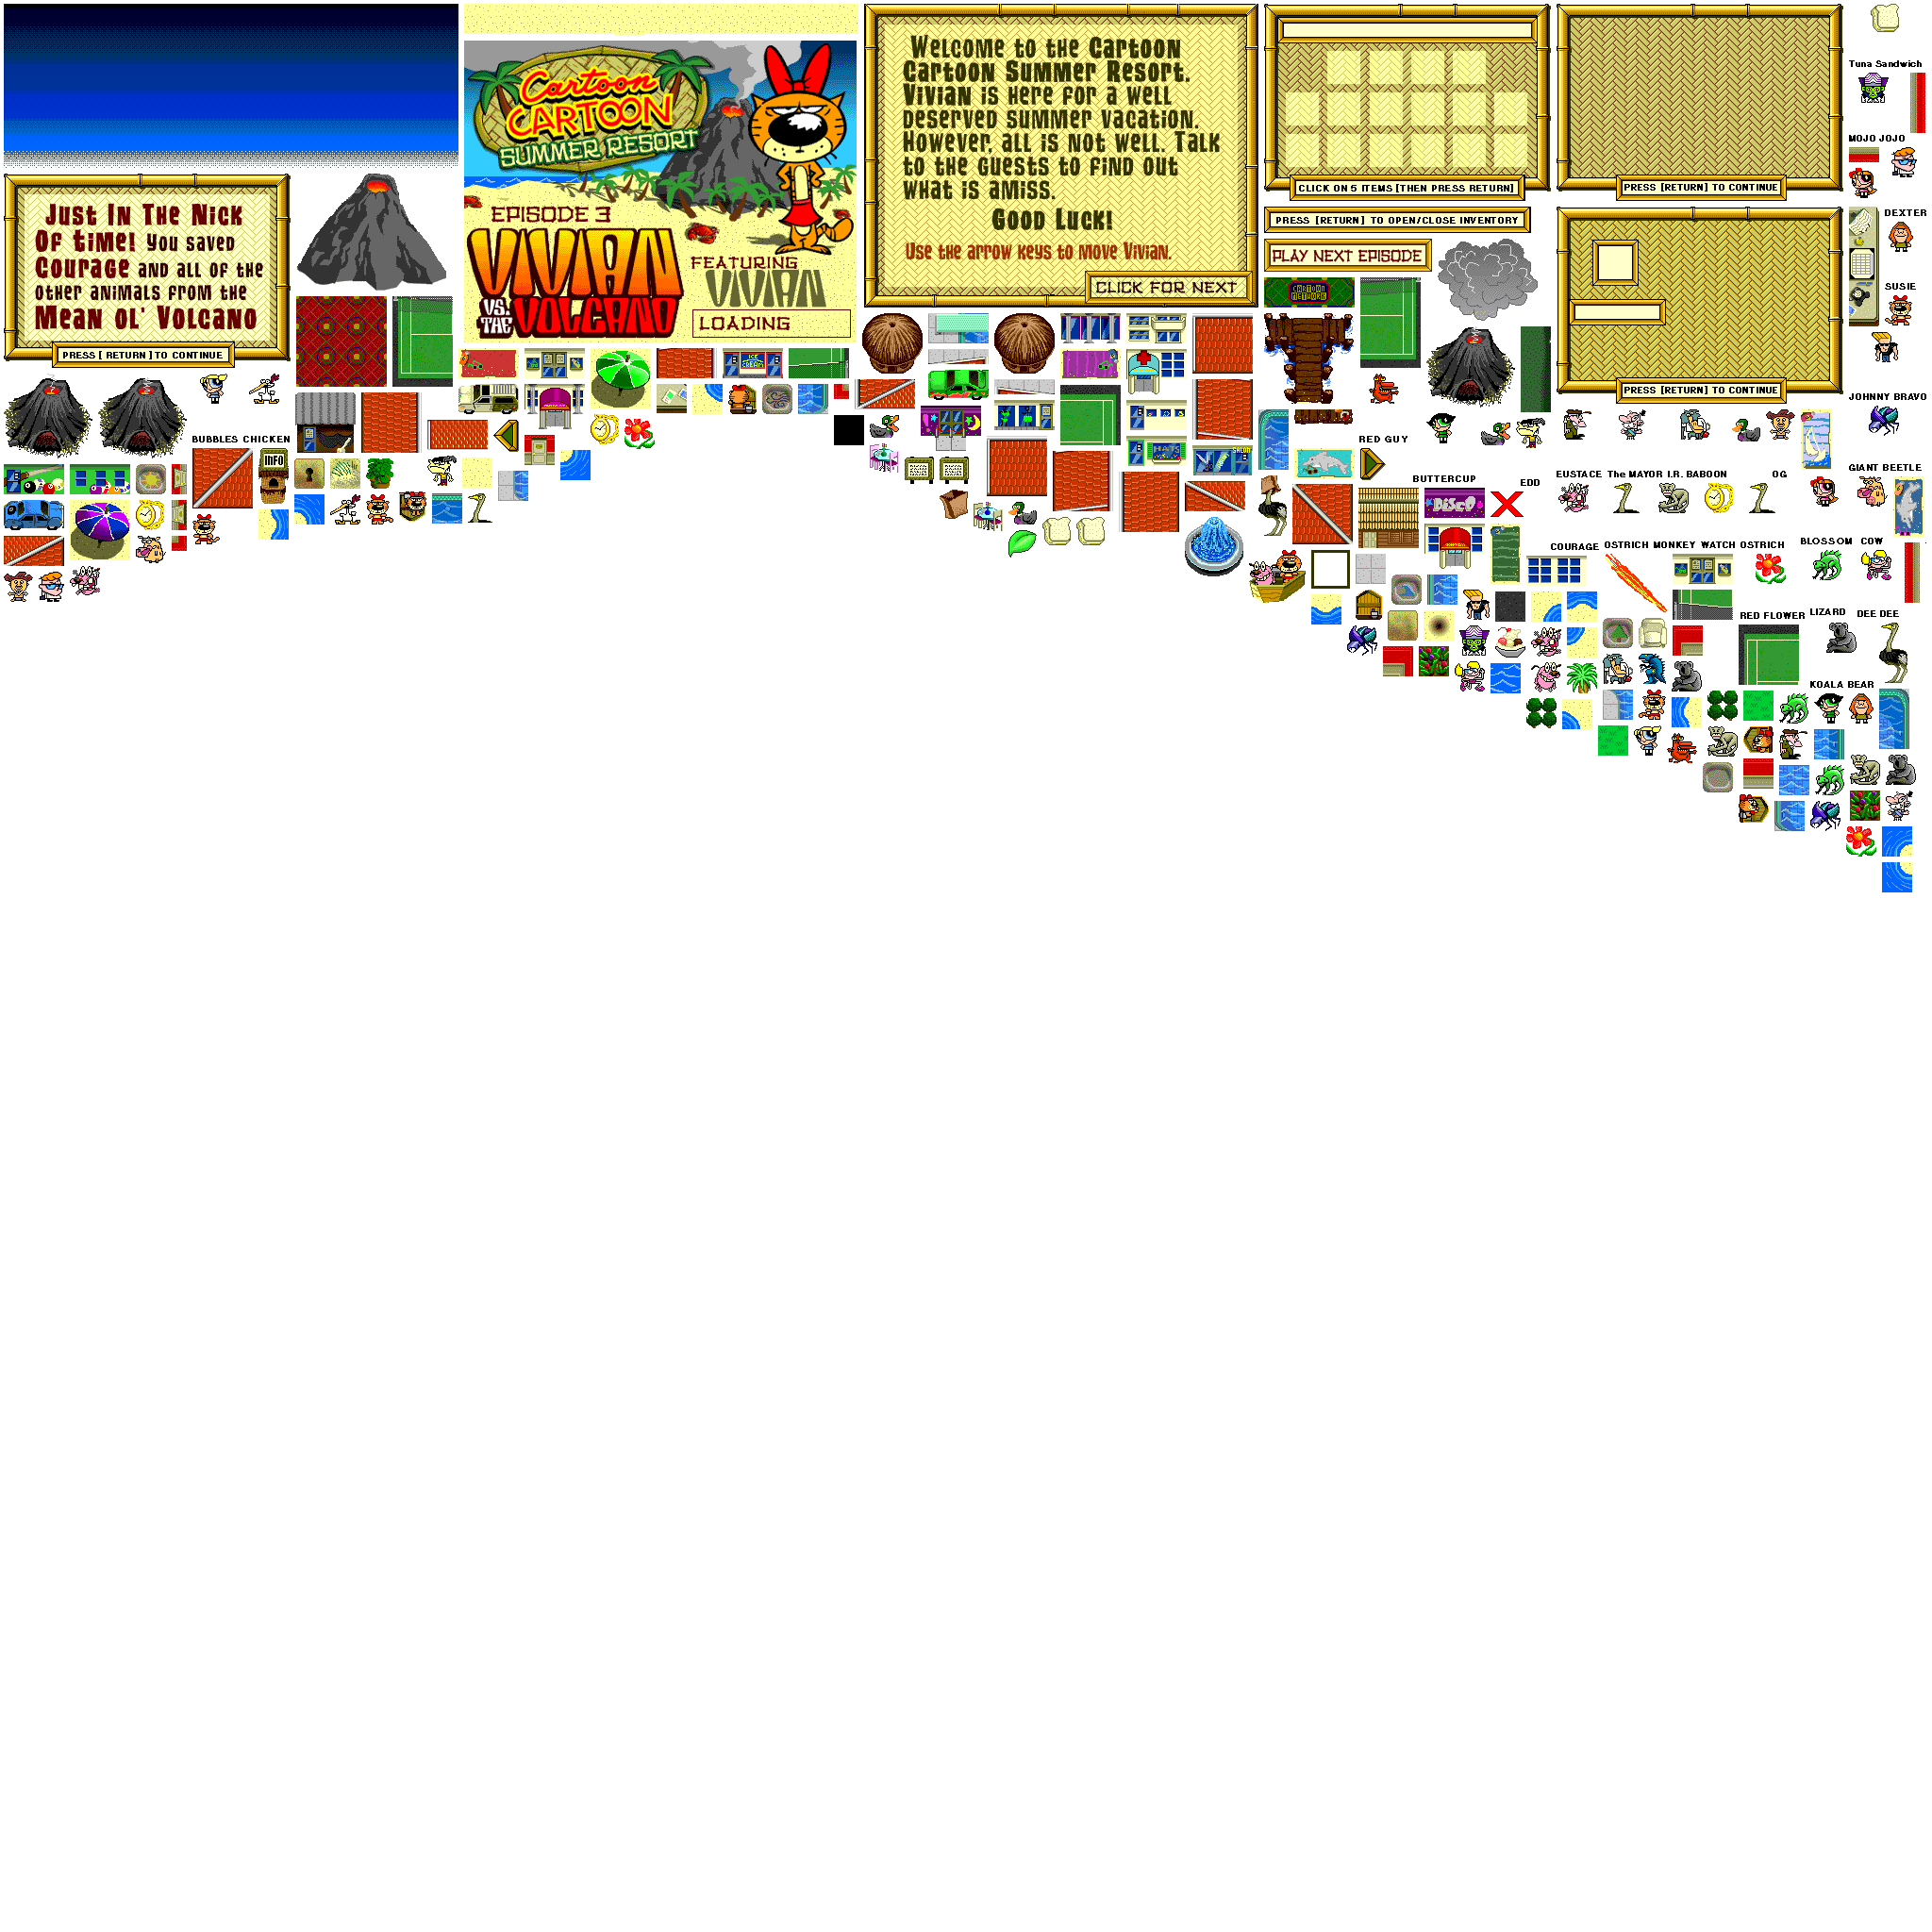 Cartoon
CARTOON
SUMMER RESORT
EPISODE 3
VIVIAN
VS. THE
VOLCANO
FEATURING
VIVIAN
LOADING
Welcome to the Cartoon
Cartoon Summer Resort.
Vivian is here for a well
deserved summer vacation.
However, all is not well. Talk
to the guests to find out
what is amiss.
Good Luck!
Use the arrow keys to move Vivian.
CLICK FOR NEXT
CLICK ON 5 ITEMS [THEN PRESS RETURN]
PRESS [RETURN] TO CONTINUE
PRESS [RETURN] TO OPEN/CLOSE INVENTORY
PLAY NEXT EPISODE
PRESS [RETURN] TO CONTINUE
Just In The Nick
Of time! You saved
Courage and all of the
other animals from the
Mean Ol' Volcano
PRESS [ RETURN ] TO CONTINUE
Tuna Sandwich
MOJO JOJO
DEXTER
SUSIE
JOHNNY BRAVO
CARTOON
NETWORK
ICE
CREAM
BUBBLES CHICKEN
INFO
RED GUY
HATS
SALON
DISCO
BUTTERCUP
EDD
EUSTACE The MAYOR I.R. BABOON
OG
GIANT BEETLE
COURAGE OSTRICH MONKEY WATCH OSTRICH
BLOSSOM COW
RED FLOWER LIZARD DEE DEE
KOALA BEAR